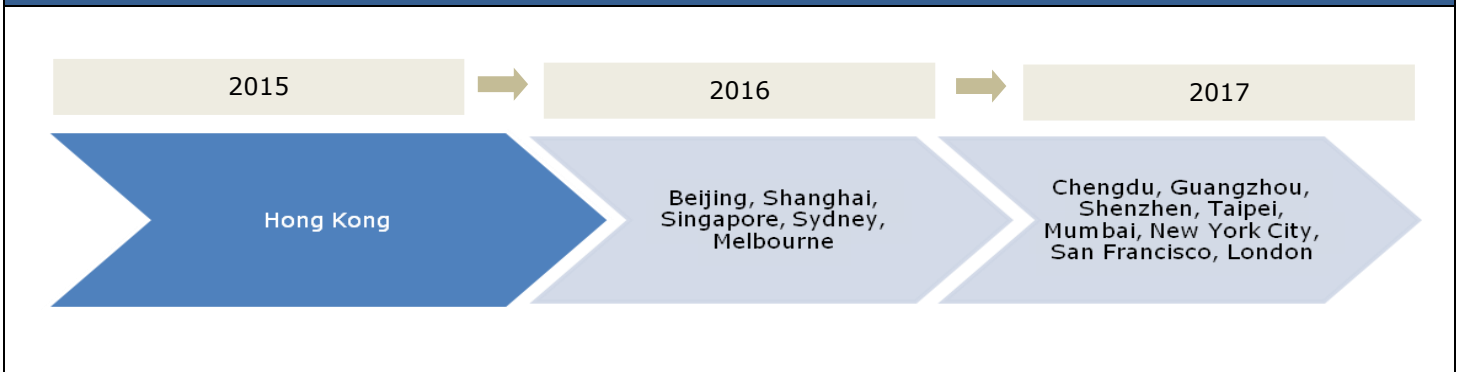 2015
2016
2017
Hong Kong
Beijing, Shanghai,
Singapore, Sydney,
Melbourne
Chengdu, Guangzhou,
Shenzhen, Taipei,
Mumbai, New York City,
San Francisco, London